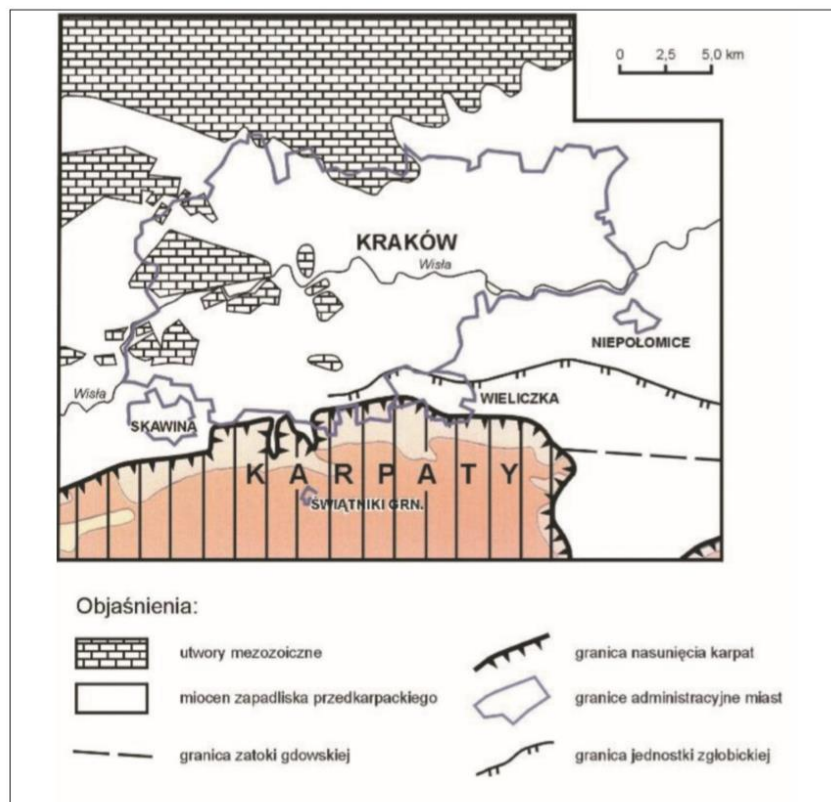 0 2,5 5,0 km
KRAKÓW
Wisła
NIEPOŁOMICE
Wisła
WIELICZKA
SKAWINA
KARPATY
ŚWIĄTNIKI GRN.
Objaśnienia:
utwory mezozoiczne
granica nasunięcia karpat
miocen zapadliska przedkarpackiego
granice administracyjne miast
granica zatoki gdowskiej
granica jednostki zgłobickiej